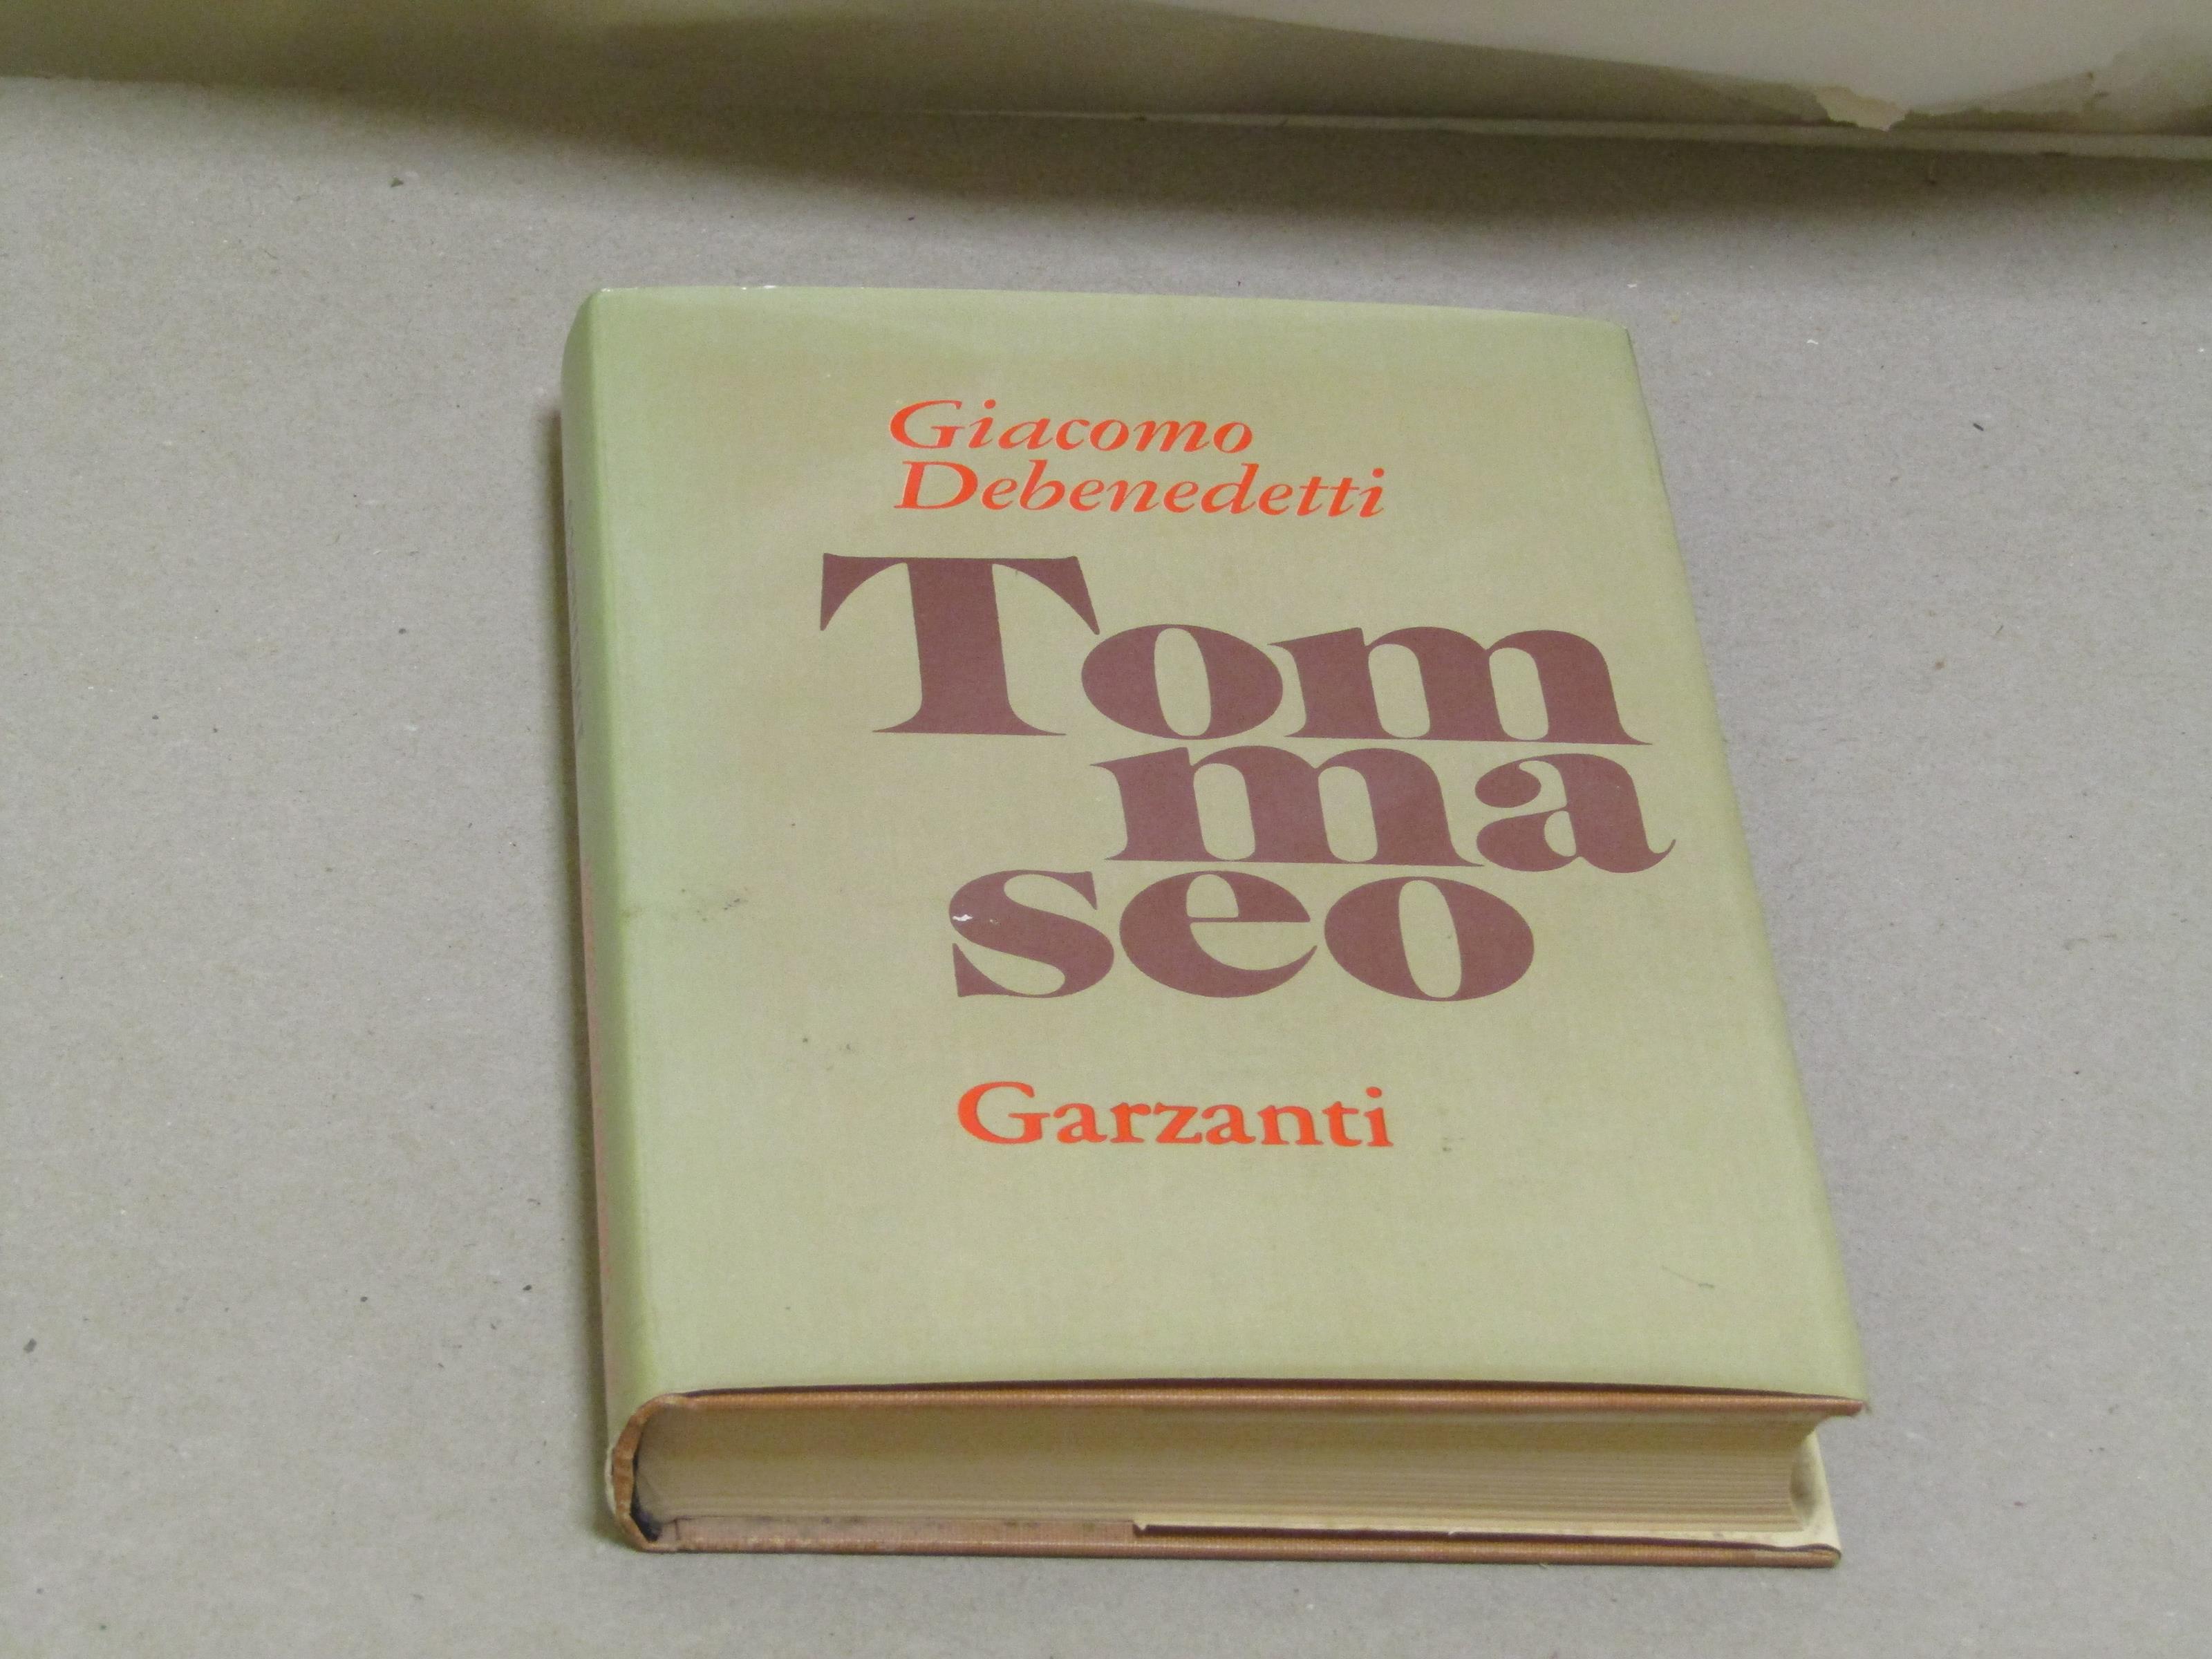 Giacomo
Debenedetti
Tom
ma
seo
Garzanti